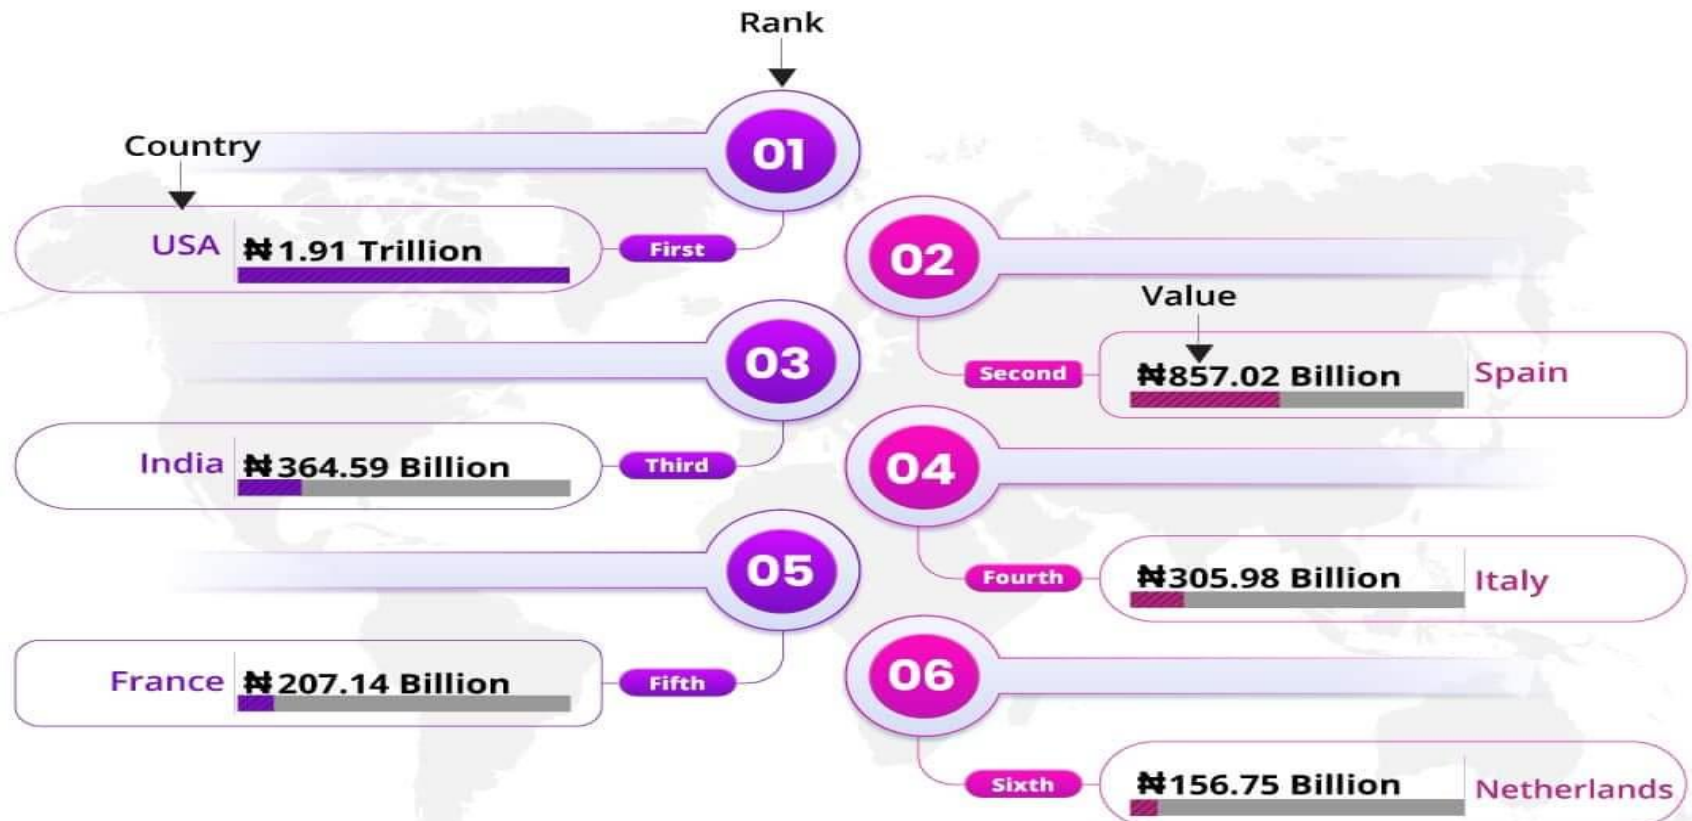 Rank
01
Country
USA
₦1.91 Trillion
First
02
Value
Second
₦857.02 Billion
Spain
03
India
₦364.59 Billion
Third
04
Fourth
₦305.98 Billion
Italy
05
France
₦207.14 Billion
Fifth
06
Sixth
₦156.75 Billion
Netherlands